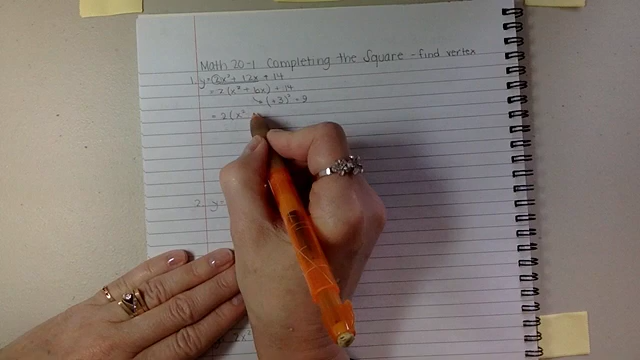 Math 20-1 Completing the Square - find vertex
1. y = 2x² + 12x + 14
= 2(x² + 6x) + 14
↳ (+3)² = 9
= 2(x²
2. y =
2x²